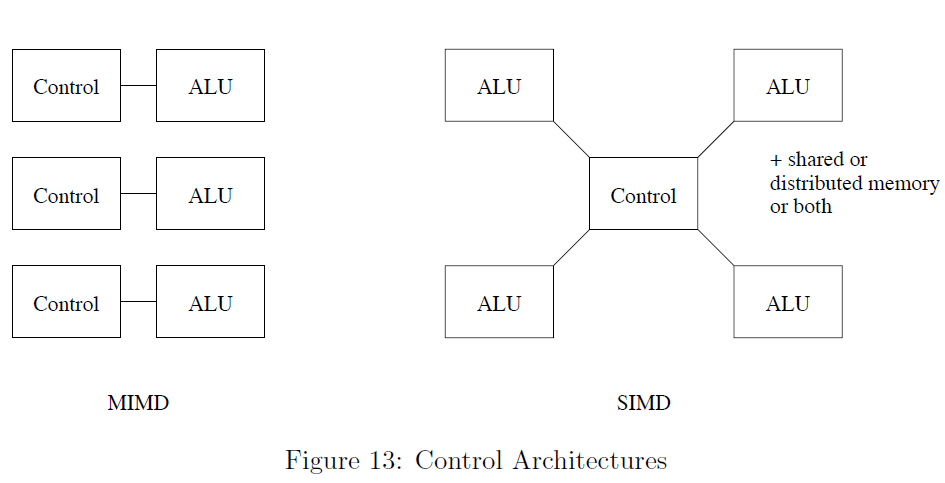 Control
ALU
Control
ALU
Control
ALU
MIMD
ALU
ALU
Control
+ shared or
distributed memory
or both
ALU
ALU
SIMD
Figure 13: Control Architectures